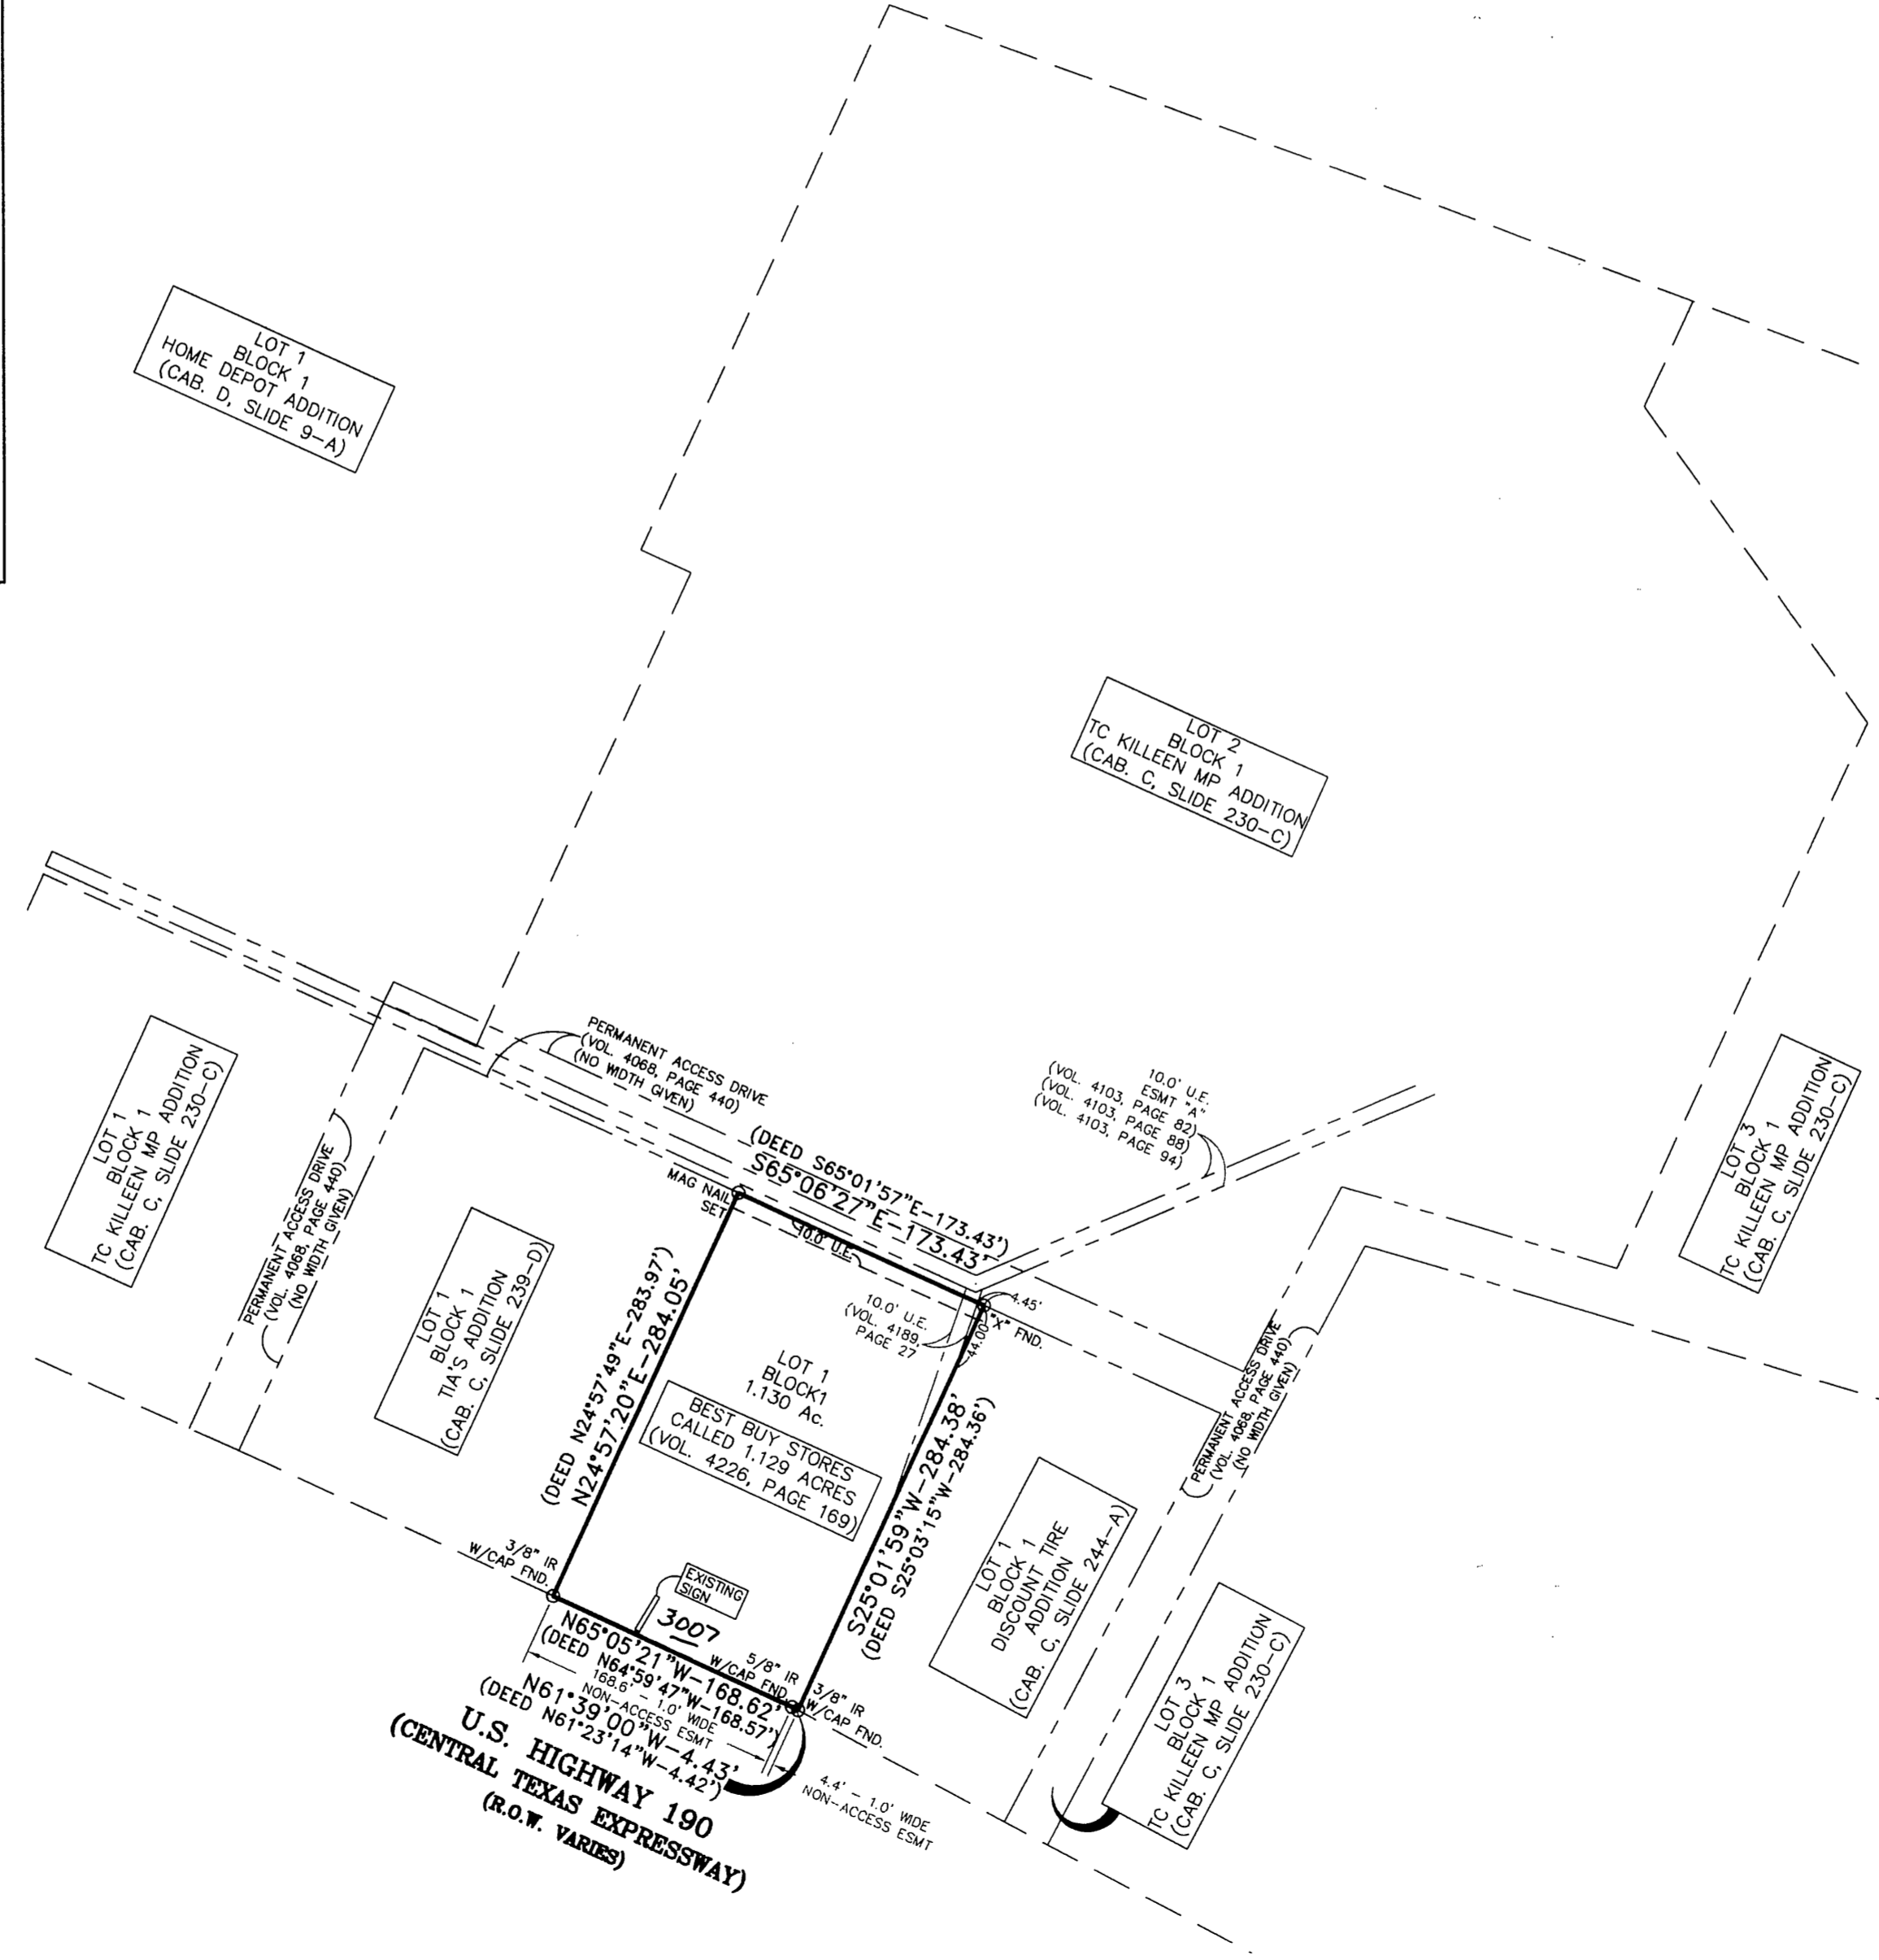 LOT 1
BLOCK 1
HOME DEPOT ADDITION
(CAB. D, SLIDE 9-A)
LOT 2
BLOCK 1
TC KILLEEN MP ADDITION
(CAB. C, SLIDE 230-C)
LOT 1
BLOCK 1
TC KILLEEN MP ADDITION
(CAB. C, SLIDE 230-C)
PERMANENT ACCESS DRIVE
(VOL. 4068, PAGE 440)
(NO WIDTH GIVEN)
PERMANENT ACCESS DRIVE
(VOL. 4068, PAGE 440)
(NO WIDTH GIVEN)
10.0' U.E.
ESMT "A"
(VOL. 4103, PAGE 82)
(VOL. 4103, PAGE 88)
(VOL. 4103, PAGE 94)
LOT 3
BLOCK 1
TC KILLEEN MP ADDITION
(CAB. C, SLIDE 230-C)
(DEED S65°01'57"E-173.43')
S65°06'27"E-173.43'
MAG NAIL
SET
10.0' U.E.
LOT 1
BLOCK 1
TIA'S ADDITION
(CAB. C, SLIDE 239-D)
(DEED N24°57'49"E-283.97')
N24°57'20"E-284.05'
10.0' U.E.
(VOL. 4189,
PAGE 27
4.45'
"X" FND.
44.00'
LOT 1
BLOCK1
1.130 Ac.
BEST BUY STORES
CALLED 1.129 ACRES
(VOL. 4226, PAGE 169)
S25°01'59"W-284.38'
(DEED S25°03'15"W-284.36')
LOT 1
BLOCK 1
DISCOUNT TIRE
ADDITION
(CAB. C, SLIDE 244-A)
PERMANENT ACCESS DRIVE
(VOL. 4068, PAGE 440)
(NO WIDTH GIVEN)
3/8" IR
W/CAP FND.
EXISTING
SIGN
3007
5/8" IR
W/CAP FND.
3/8" IR
W/CAP FND.
N65°05'21"W-168.62'
(DEED N64°59'47"W-168.57')
168.6' - 1.0' WIDE
NON-ACCESS ESMT
N61°39'00"W-4.43'
(DEED N61°23'14"W-4.42')
4.4' - 1.0' WIDE
NON-ACCESS ESMT
U.S. HIGHWAY 190
(CENTRAL TEXAS EXPRESSWAY)
(R.O.W. VARIES)
LOT 3
BLOCK 1
TC KILLEEN MP ADDITION
(CAB. C, SLIDE 230-C)